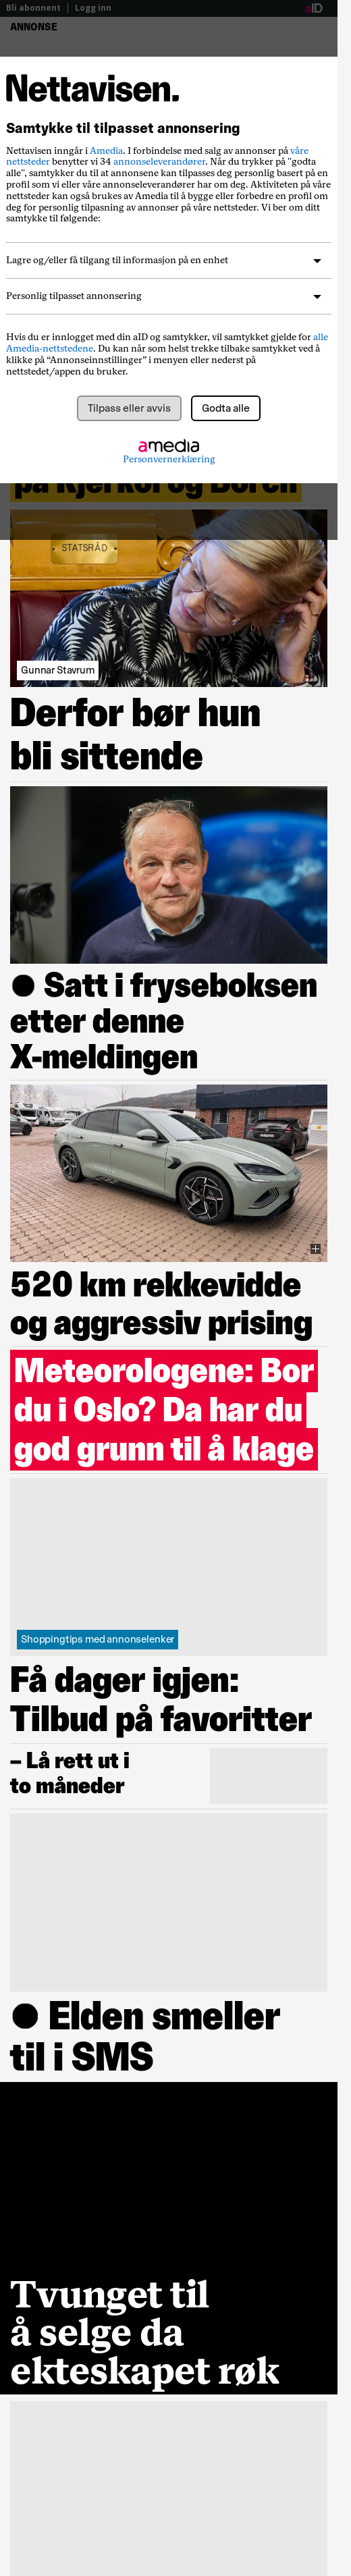 Bli abonnent | Logg inn
aID
ANNONSE
Nettavisen.
Samtykke til tilpasset annonsering
Nettavisen inngår i Amedia. I forbindelse med salg av annonser på våre
nettsteder benytter vi 34 annonseleverandører. Når du trykker på "godta
alle", samtykker du til at annonsene kan tilpasses deg personlig basert på en
profil som vi eller våre annonseleverandører har om deg. Aktiviteten på våre
nettsteder kan også brukes av Amedia til å bygge eller forbedre en profil om
deg for personlig tilpasning av annonser på våre nettsteder. Vi ber om ditt
samtykke til følgende:
Lagre og/eller få tilgang til informasjon på en enhet
Personlig tilpasset annonsering
Hvis du er innlogget med din aID og samtykker, vil samtykket gjelde for alle
Amedia-nettstedene. Du kan når som helst trekke tilbake samtykket ved å
klikke på “Annonseinnstillinger” i menyen eller nederst på
nettstedet/appen du bruker.
Tilpass eller avvis
Godta alle
amedia
Personvernerklæring
på Kjerkol og Borch
STATSRÅD
Gunnar Stavrum
Derfor bør hun
bli sittende
● Satt i fryseboksen
etter denne
X-meldingen
520 km rekkevidde
og aggressiv prising
Meteorologene: Bor
du i Oslo? Da har du
god grunn til å klage
Shoppingtips med annonselenker
Få dager igjen:
Tilbud på favoritter
– Lå rett ut i
to måneder
● Elden smeller
til i SMS
Tvunget til
å selge da
ekteskapet røk